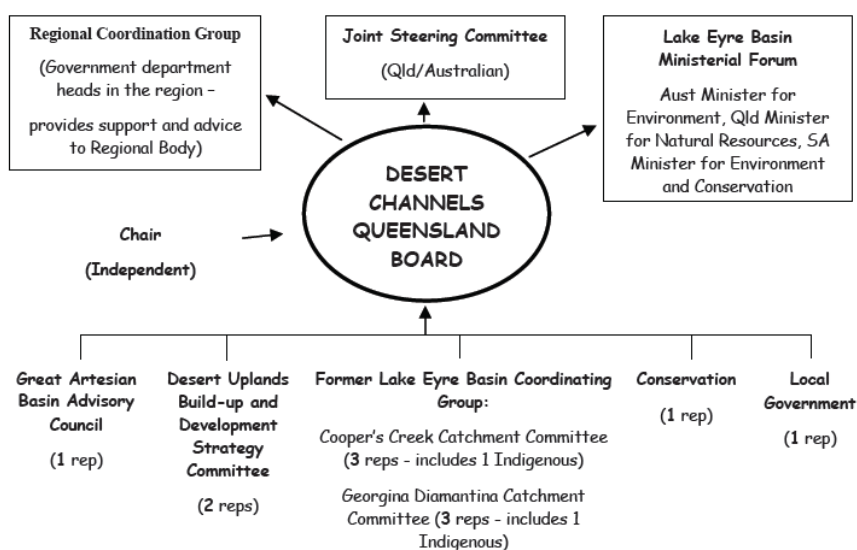 Regional Coordination Group
(Government department
heads in the region –
provides support and advice
to Regional Body)
Joint Steering Committee
(Qld/Australian)
Lake Eyre Basin
Ministerial Forum
Aust Minister for
Environment, Qld Minister
for Natural Resources, SA
Minister for Environment
and Conservation
DESERT
CHANNELS
QUEENSLAND
BOARD
Chair
(Independent)
Great Artesian
Basin Advisory
Council
(1 rep)
Desert Uplands
Build-up and
Development
Strategy
Committee
(2 reps)
Former Lake Eyre Basin Coordinating
Group:
Cooper's Creek Catchment Committee
(3 reps - includes 1 Indigenous)
Georgina Diamantina Catchment
Committee (3 reps - includes 1
Indigenous)
Conservation
(1 rep)
Local
Government
(1 rep)